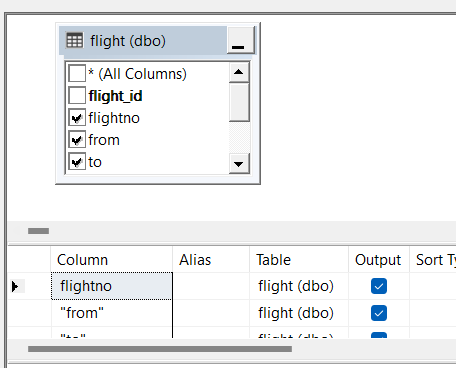 flight (dbo)
* (All Columns)
flight_id
flightno
from
to
Column Alias Table Output Sort Ty
flightno flight (dbo)
"from" flight (dbo)
"to" flight (dbo)